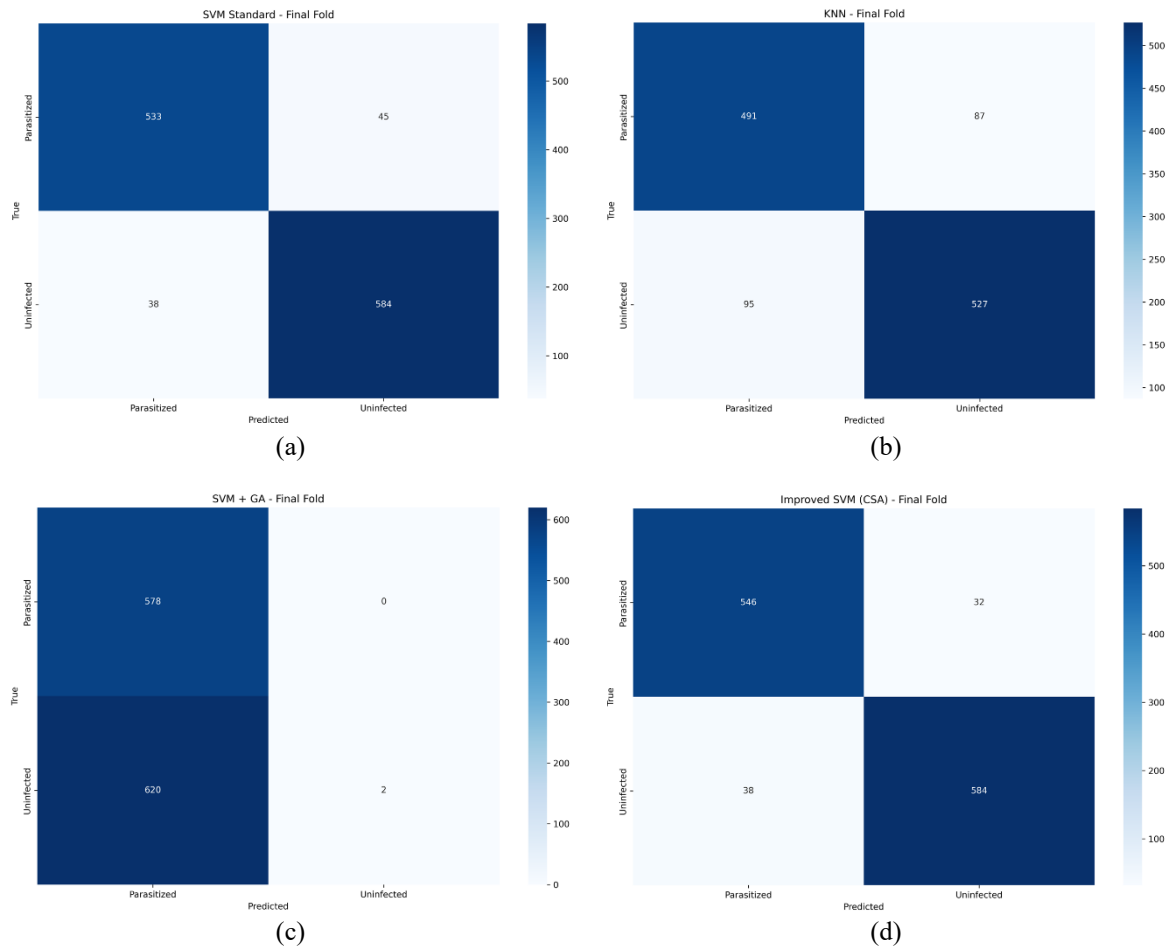 SVM Standard - Final Fold
Parasitized
Uninfected
True
533
45
38
584
Parasitized
Uninfected
Predicted
500
400
300
200
100
(a)
KNN - Final Fold
Parasitized
Uninfected
True
491
87
95
527
Parasitized
Uninfected
Predicted
500
450
400
350
300
250
200
150
100
(b)
SVM + GA - Final Fold
Parasitized
Uninfected
True
578
0
620
2
Parasitized
Uninfected
Predicted
600
500
400
300
200
100
0
(c)
Improved SVM (CSA) - Final Fold
Parasitized
Uninfected
True
546
32
38
584
Parasitized
Uninfected
Predicted
500
400
300
200
100
(d)